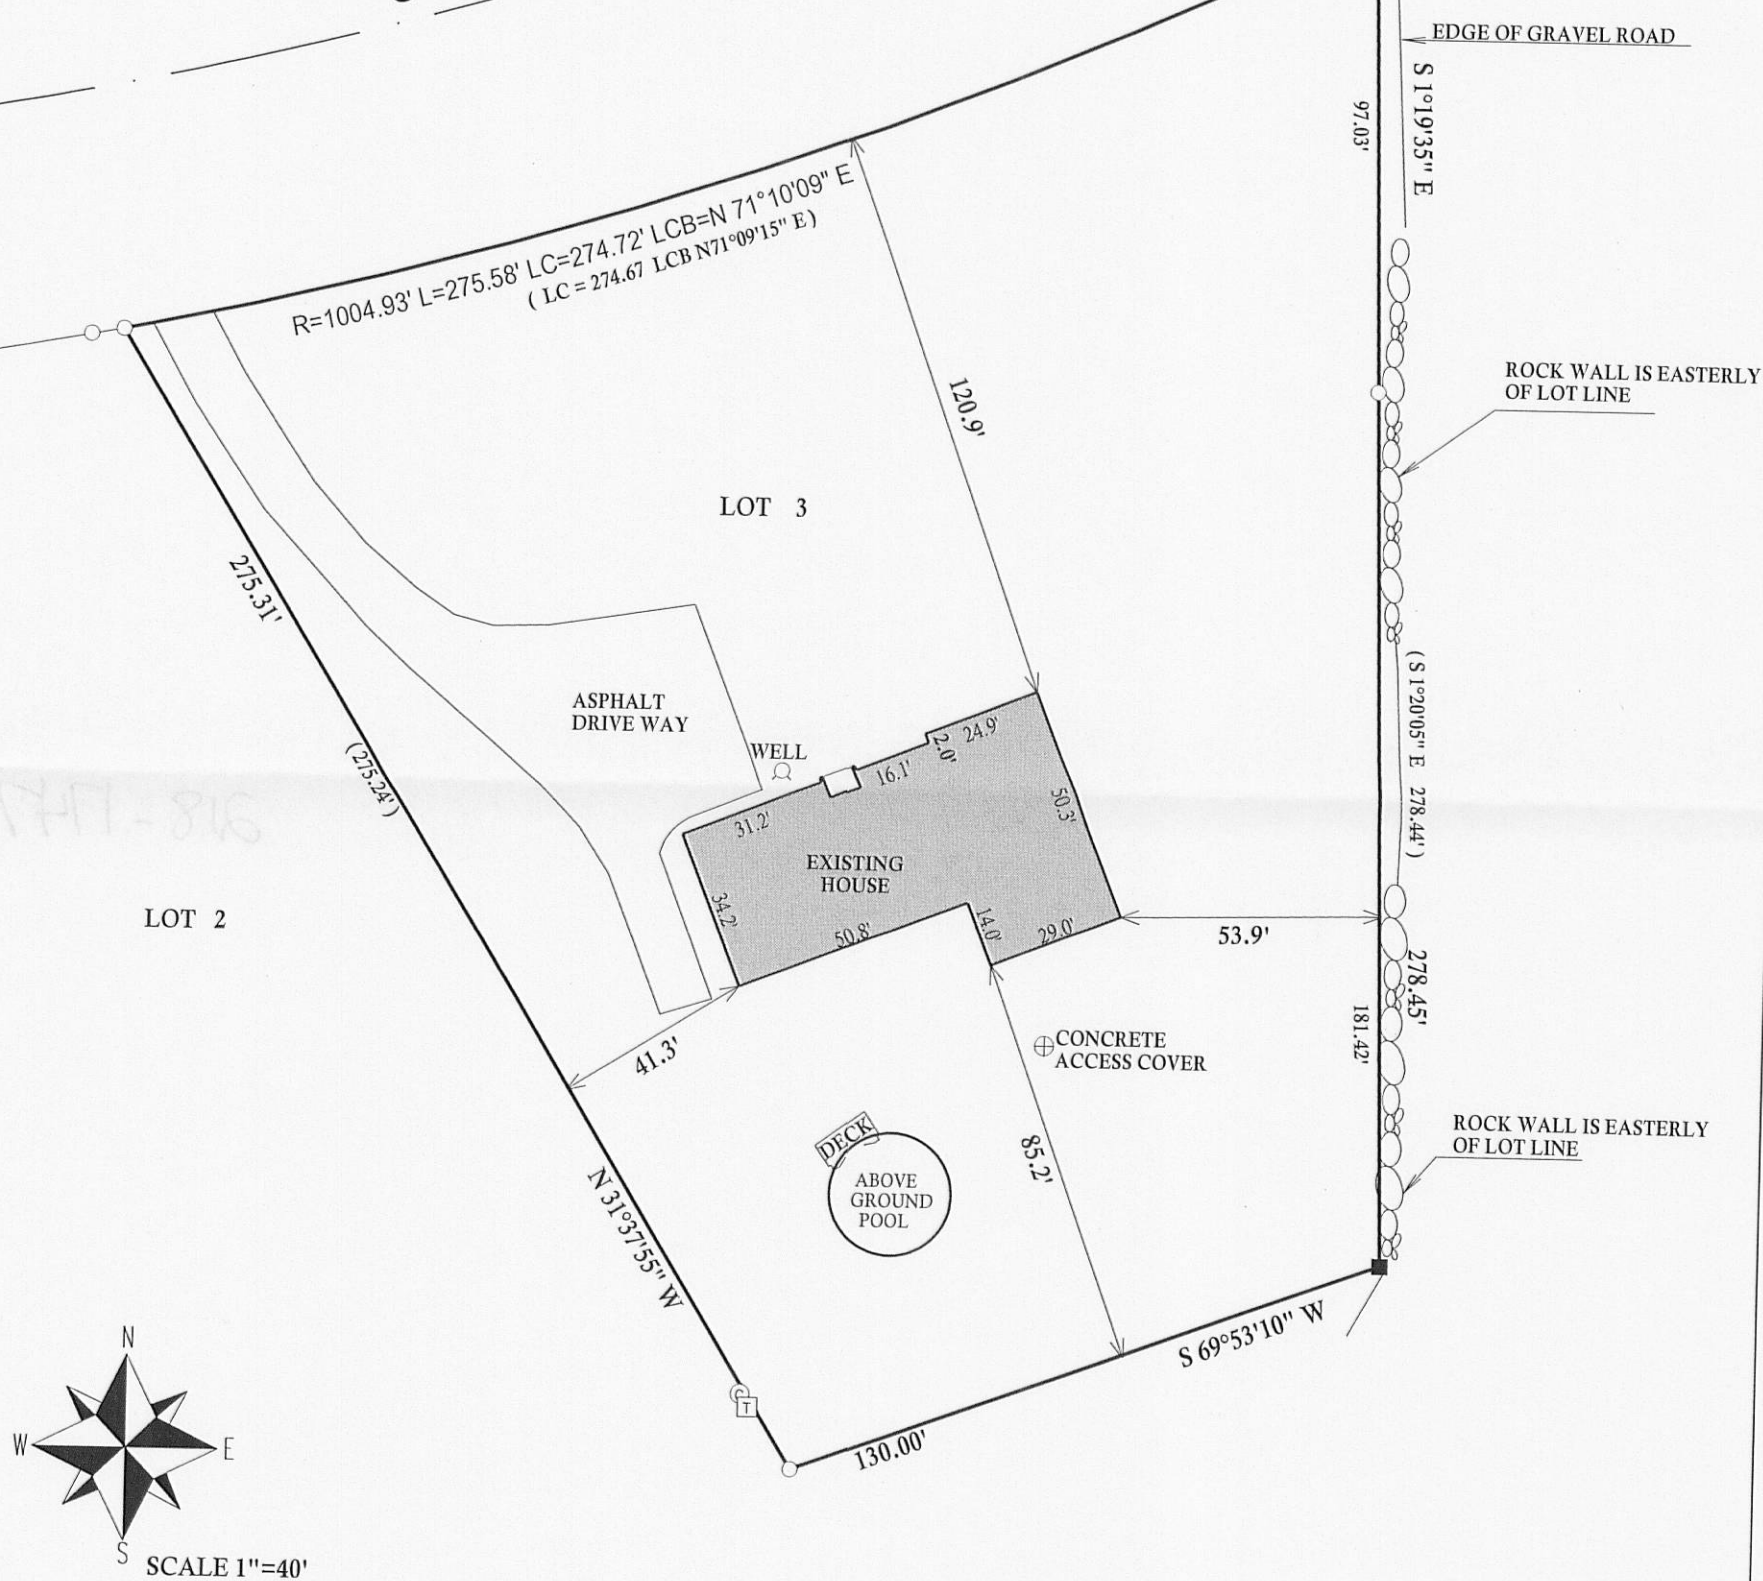 EDGE OF GRAVEL ROAD
S 1°19'35" E
97.03'
R=1004.93' L=275.58' LC=274.72' LCB=N 71°10'09" E
( LC = 274.67 LCB N71°09'15" E )
ROCK WALL IS EASTERLY
OF LOT LINE
120.9'
LOT 3
275.31'
( S 1°20'05" E 278.44' )
ASPHALT
DRIVE WAY
WELL
24.9'
2.0'
16.1'
(275.24')
31.2'
50.3'
EXISTING
HOUSE
34.2'
50.8'
14.0'
29.0'
LOT 2
53.9'
278.45'
181.42'
41.3'
CONCRETE
ACCESS COVER
DECK
ABOVE
GROUND
POOL
85.2'
ROCK WALL IS EASTERLY
OF LOT LINE
N 31°37'55" W
S 69°53'10" W
T
130.00'
N
W
E
S
SCALE 1"=40'